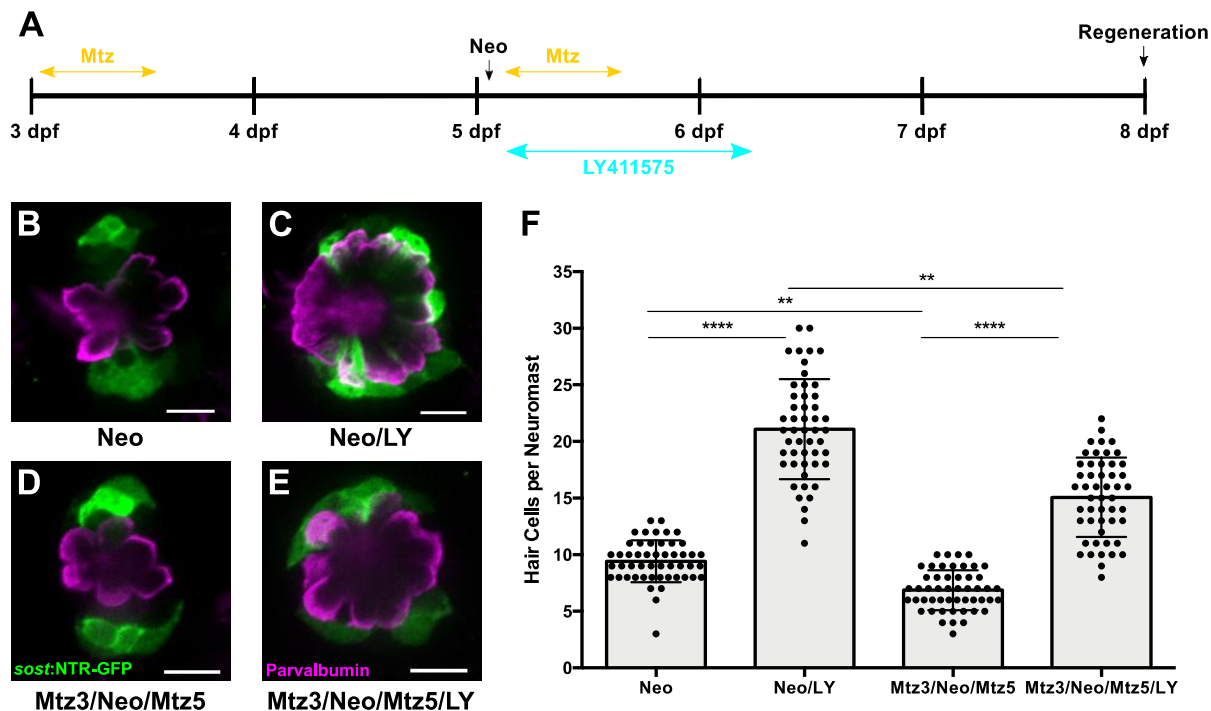 A
Mtz
Neo
Mtz
Regeneration
3 dpf
4 dpf
5 dpf
6 dpf
7 dpf
8 dpf
LY411575
B
Neo
C
Neo/LY
D
sost:NTR-GFP
Mtz3/Neo/Mtz5
E
Parvalbumin
Mtz3/Neo/Mtz5/LY
F
Hair Cells per Neuromast
35
30
25
20
15
10
5
0
**
**
****
****
Neo
Neo/LY
Mtz3/Neo/Mtz5
Mtz3/Neo/Mtz5/LY